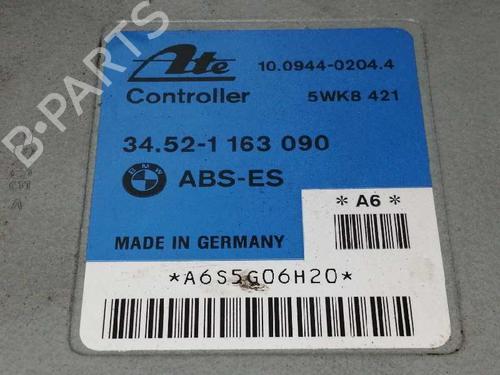 Ate
10.0944-0204.4
Controller
5WK8 421
34.52-1 163 090
BMW
ABS-ES
* A6 *
MADE IN GERMANY
*A6S5G06H20*
B-PARTS